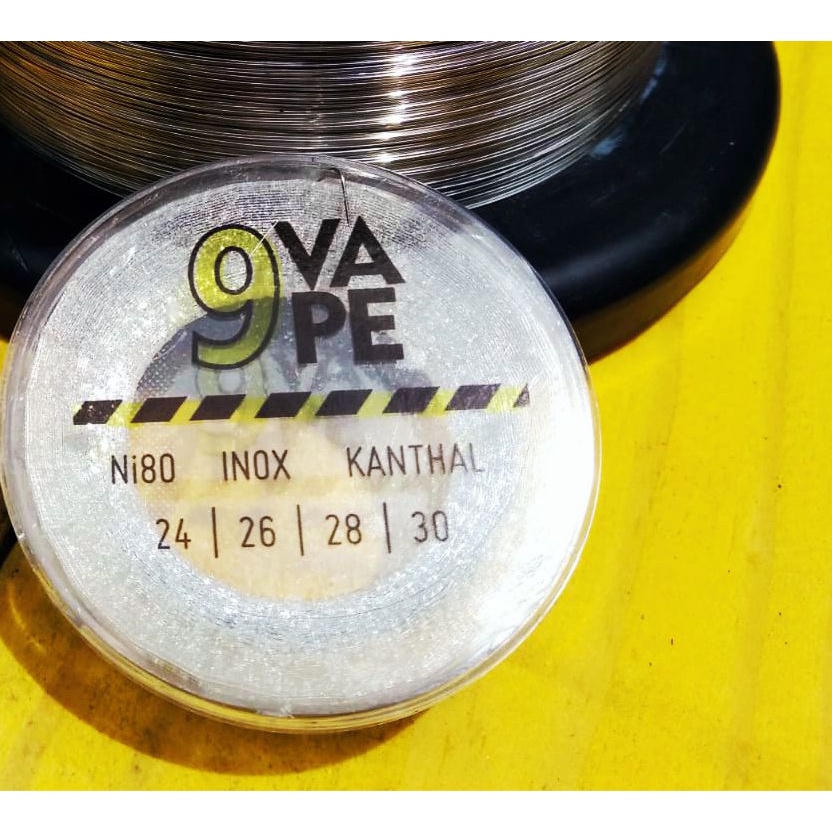 9VAPE
Ni80 INOX KANTHAL
24 | 26 | 28 | 30